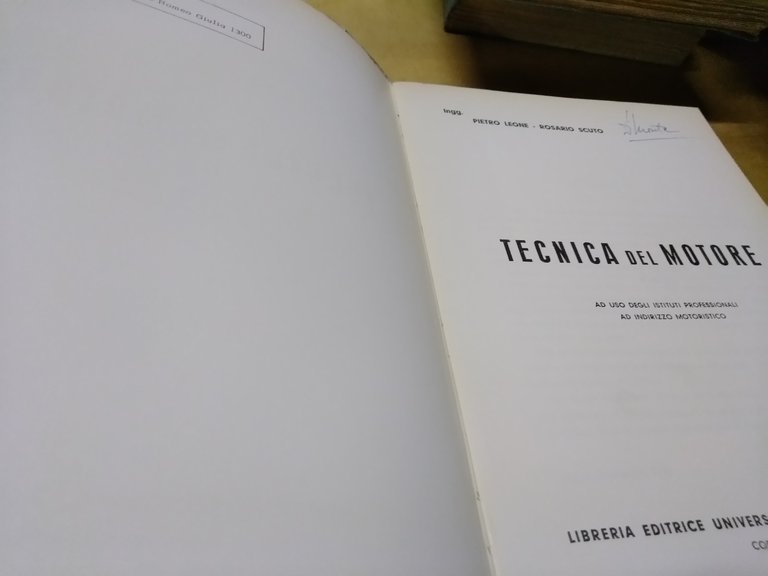 Romeo Giulia 1300
ingg.
PIETRO LEONE - ROSARIO SCUTO
TECNICA DEL MOTORE
AD USO DEGLI ISTITUTI PROFESSIONALI
AD INDIRIZZO MOTORISTICO
LIBRERIA EDITRICE UNIVERS